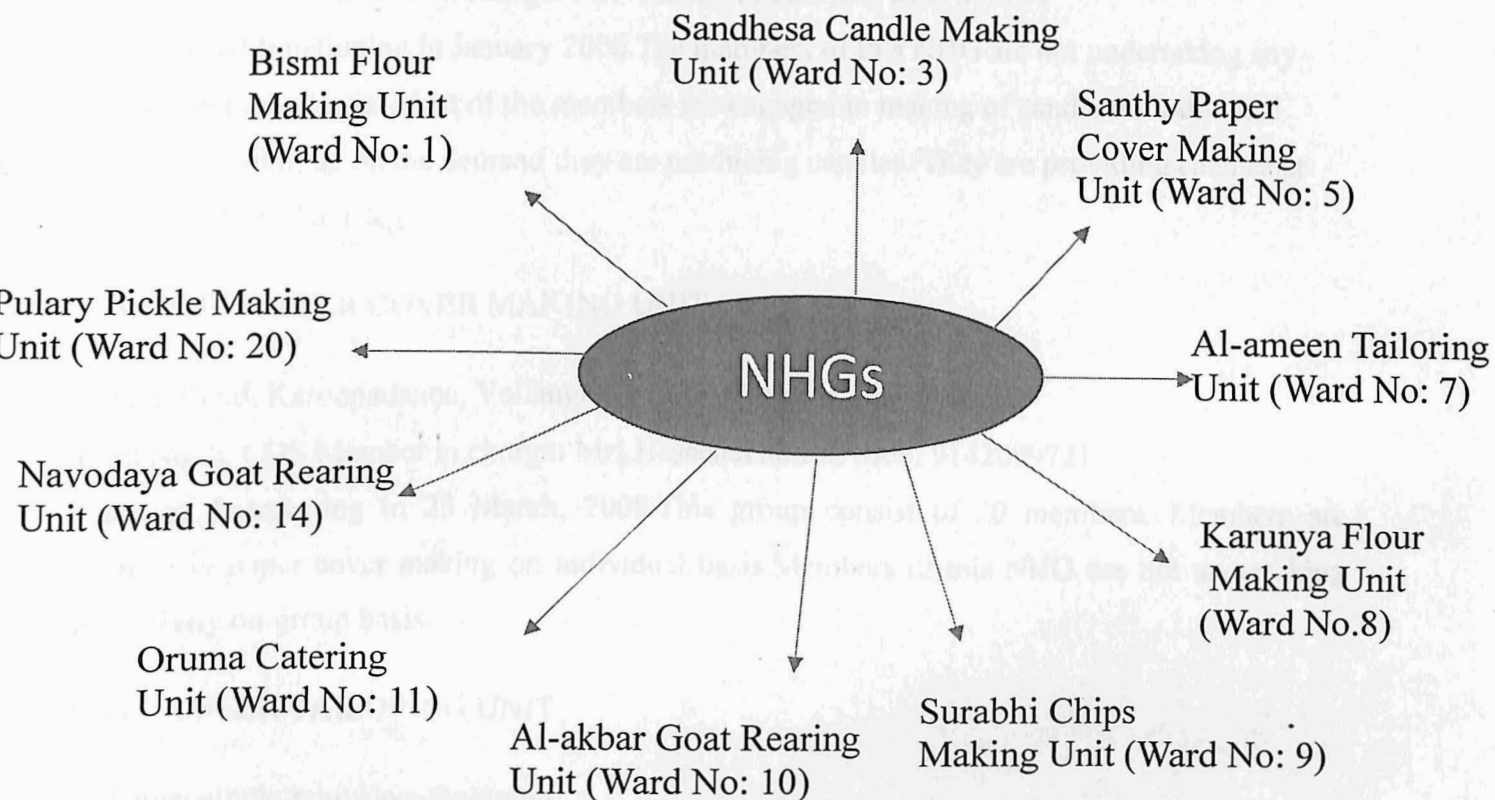 Sandhesa Candle Making
Unit (Ward No: 3)
Bismi Flour
Making Unit
(Ward No: 1)
Santhy Paper
Cover Making
Unit (Ward No: 5)
Pulary Pickle Making
Unit (Ward No: 20)
NHGs
Al-ameen Tailoring
Unit (Ward No: 7)
Navodaya Goat Rearing
Unit (Ward No: 14)
Karunya Flour
Making Unit
(Ward No.8)
Oruma Catering
Unit (Ward No: 11)
Al-akbar Goat Rearing
Unit (Ward No: 10)
Surabhi Chips
Making Unit (Ward No: 9)